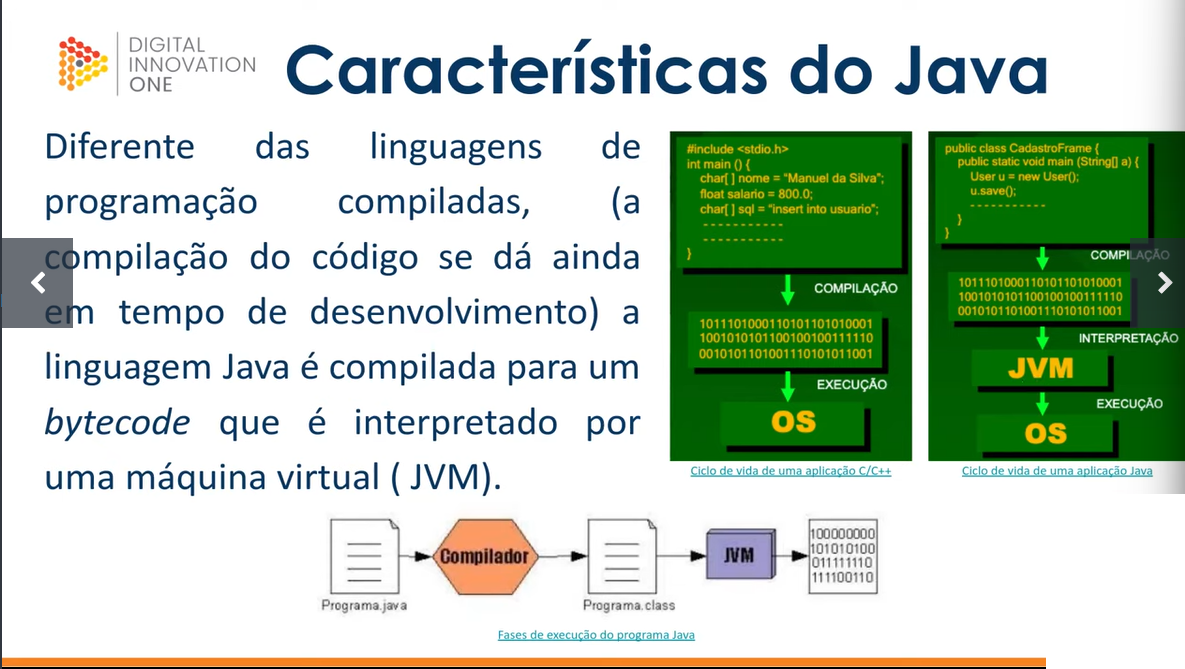 DIGITAL
INNOVATION
ONE
Características do Java
Diferente das linguagens de
programação compiladas, (a
compilação do código se dá ainda
em tempo de desenvolvimento) a
linguagem Java é compilada para um
bytecode que é interpretado por
uma máquina virtual ( JVM).
#include <stdio.h>
int main () {
char[ ] nome = “Manuel da Silva”;
float salario = 800.0;
char[ ] sql = “insert into usuario”;
- - - - - - - - - - -
- - - - - - - - - - -
}
COMPILAÇÃO
1011101000110101101010001
1001010101100100100111110
0010101101001110101011001
EXECUÇÃO
OS
Ciclo de vida de uma aplicação C/C++
public class CadastroFrame {
public static void main (String[] a) {
User u = new User();
u.save();
- - - - - - - - - - -
}
}
COMPILAÇÃO
1011101000110101101010001
1001010101100100100111110
0010101101001110101011001
INTERPRETAÇÃO
JVM
EXECUÇÃO
OS
Ciclo de vida de uma aplicação Java
Programa.java
Compilador
Programa.class
JVM
100000000
101010100
011111110
111100110
Fases de execução do programa Java